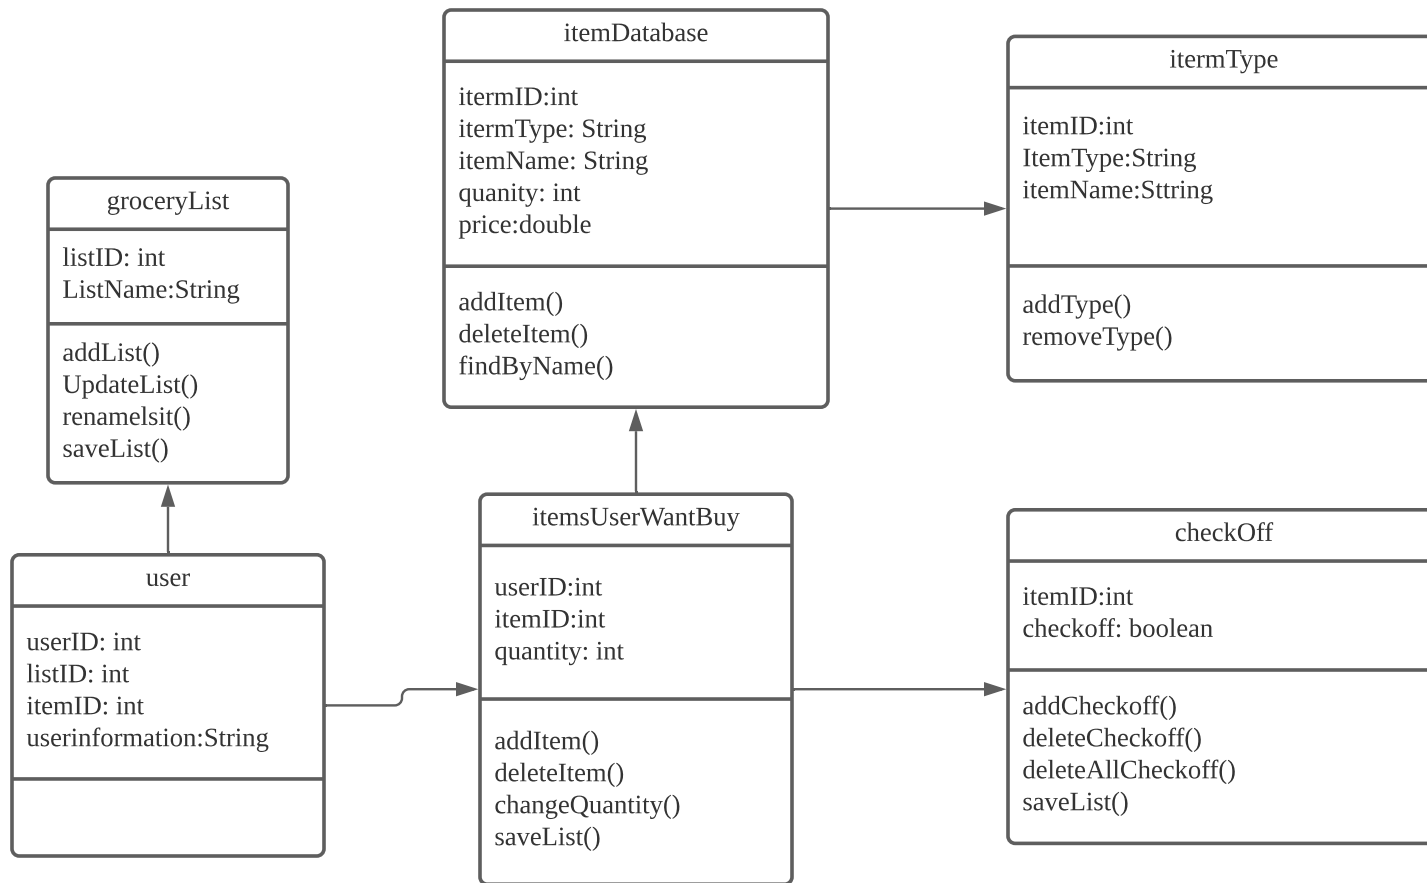 itemDatabase
itermID:int
itermType: String
itemName: String
quanity: int
price:double
addItem()
deleteItem()
findByName()
itermType
itemID:int
ItemType:String
itemName:Sttring
addType()
removeType()
groceryList
listID: int
ListName:String
addList()
UpdateList()
renamelsit()
saveList()
user
userID: int
listID: int
itemID: int
userinformation:String
itemsUserWantBuy
userID:int
itemID:int
quantity: int
addItem()
deleteItem()
changeQuantity()
saveList()
checkOff
itemID:int
checkoff: boolean
addCheckoff()
deleteCheckoff()
deleteAllCheckoff()
saveList()